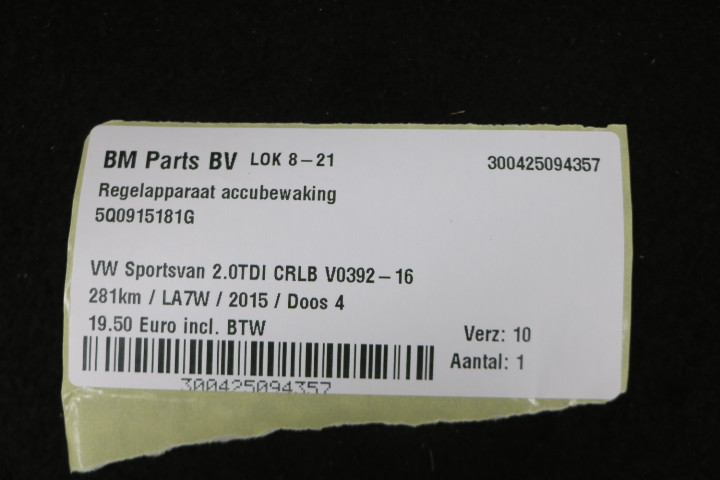 BM Parts BV LOK 8-21 300425094357
Regelapparaat accubewaking
5Q0915181G
VW Sportsvan 2.0TDI CRLB V0392-16
281km / LA7W / 2015 / Doos 4
19.50 Euro incl. BTW
Verz: 10
Aantal: 1
300425094357